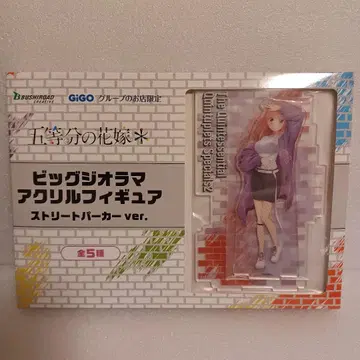 BUSHIROAD
CREATIVE
GiGO グループのお店限定
五等分の花嫁＊
ビッグジオラマ
アクリルフィギュア
ストリートパーカー ver.
全5種
The Quintessential
Quintuplets Specials2